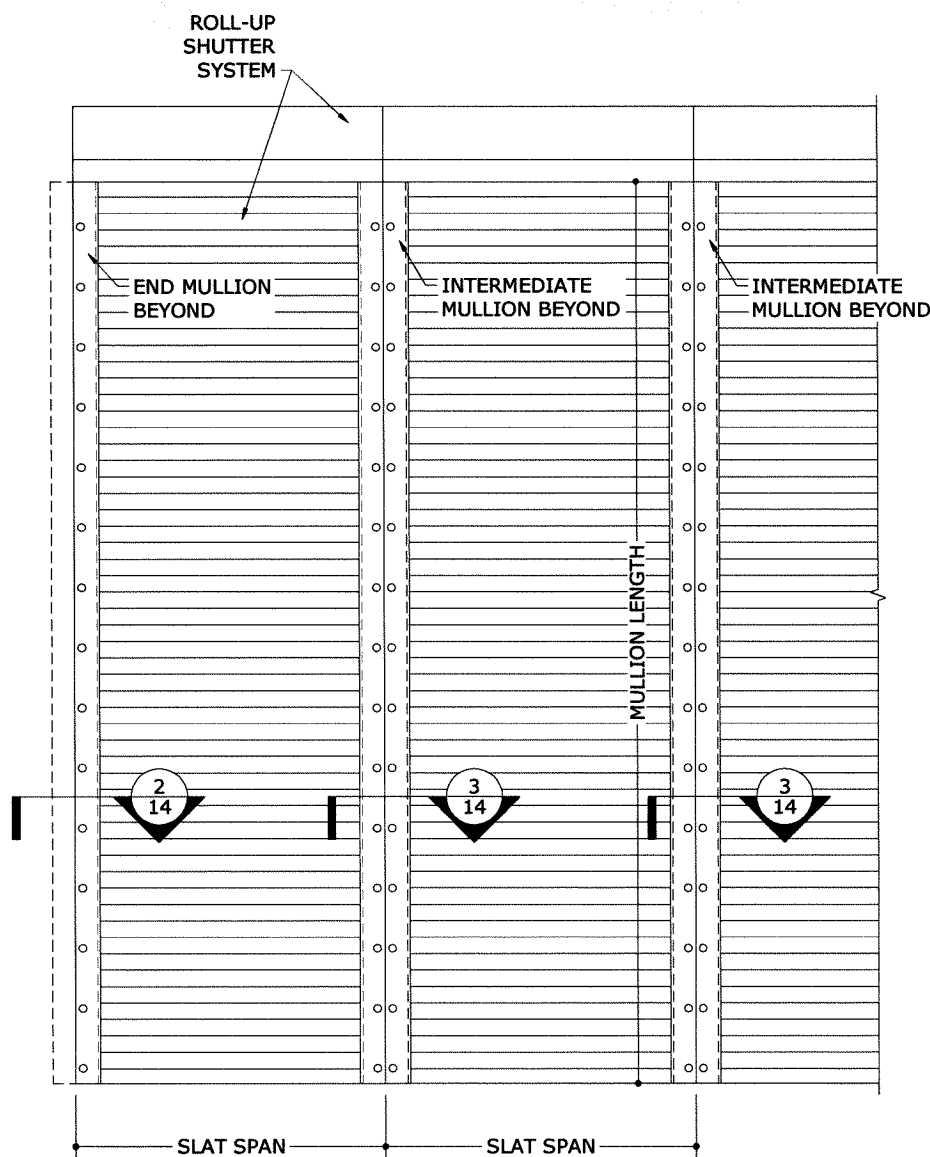 ROLL-UP
SHUTTER
SYSTEM
END MULLION
BEYOND
INTERMEDIATE
MULLION BEYOND
INTERMEDIATE
MULLION BEYOND
MULLION LENGTH
2
14
3
14
3
14
SLAT SPAN
SLAT SPAN